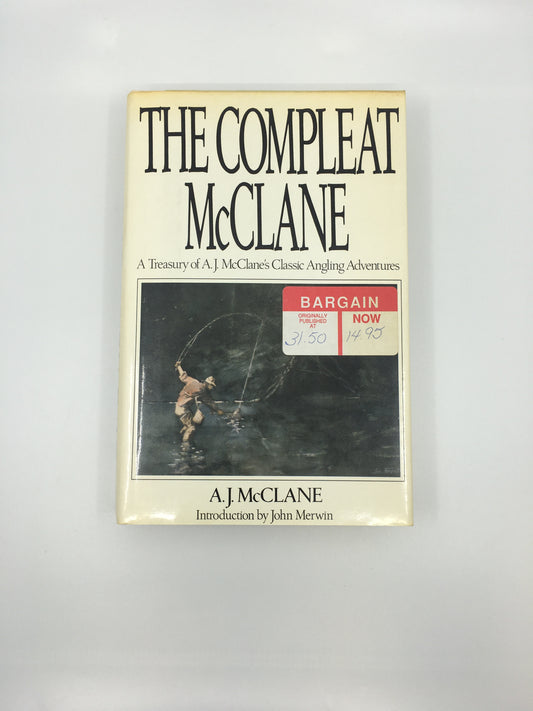 THE COMPLEAT
McCLANE
A Treasury of A. J. McClane's Classic Angling Adventures
BARGAIN
ORIGINALLY
PUBLISHED
AT
31.50
NOW
14.95
A. J. McCLANE
Introduction by John Merwin